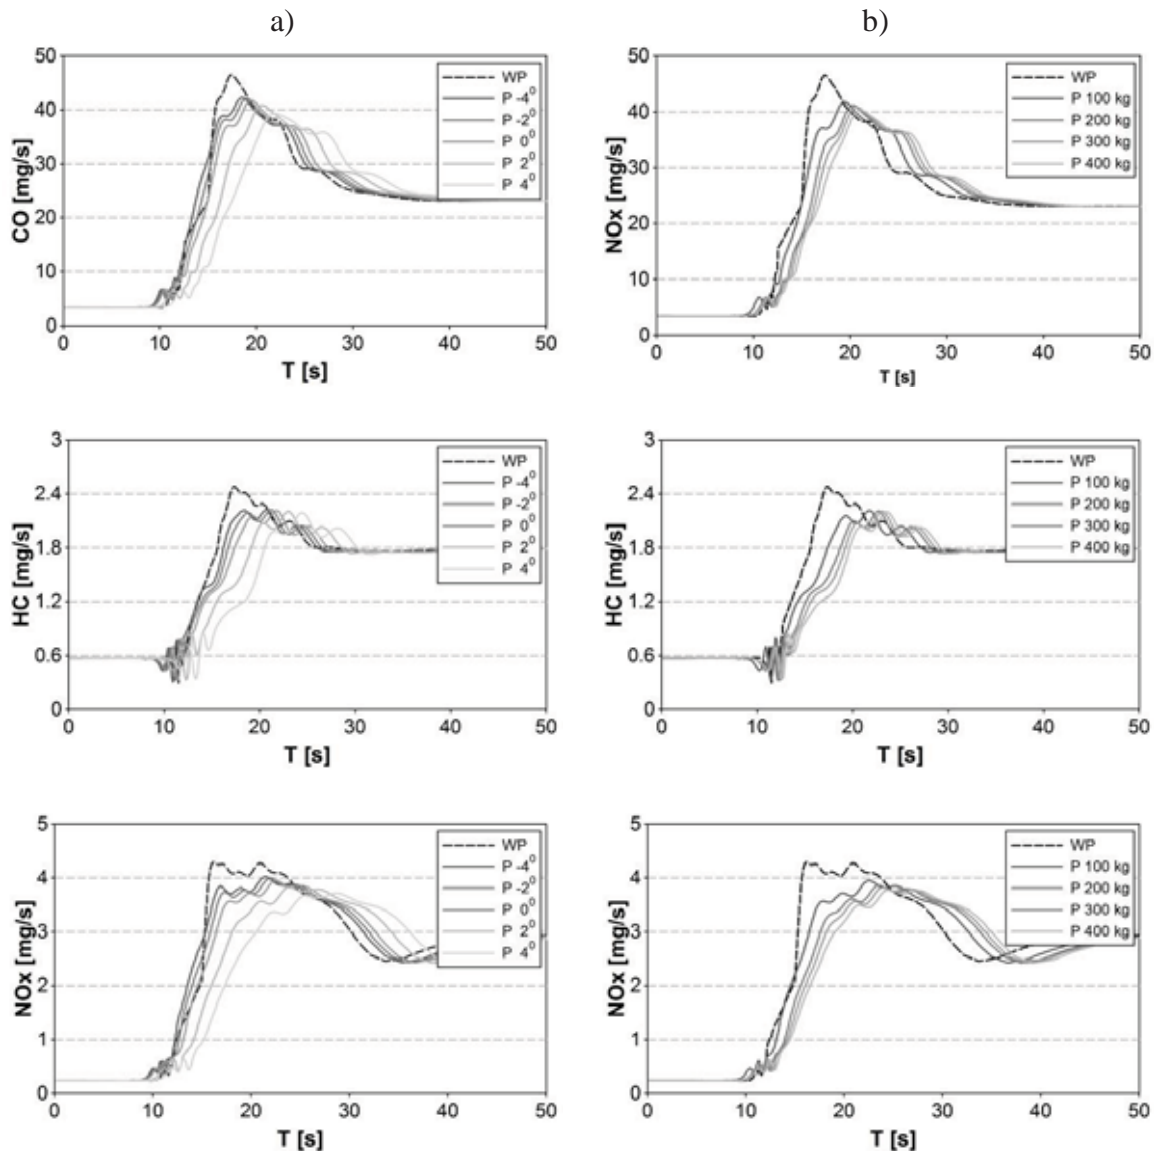 a)
b)
50
40
30
20
10
0
CO [mg/s]
0 10 20 30 40 50
T [s]
WP
P -4⁰
P -2⁰
P 0⁰
P 2⁰
P 4⁰
50
40
30
20
10
0
NOx [mg/s]
0 10 20 30 40 50
T [s]
WP
P 100 kg
P 200 kg
P 300 kg
P 400 kg
3
2.4
1.8
1.2
0.6
0
HC [mg/s]
0 10 20 30 40 50
T [s]
WP
P -4⁰
P -2⁰
P 0⁰
P 2⁰
P 4⁰
3
2.4
1.8
1.2
0.6
0
HC [mg/s]
0 10 20 30 40 50
T [s]
WP
P 100 kg
P 200 kg
P 300 kg
P 400 kg
5
4
3
2
1
0
NOx [mg/s]
0 10 20 30 40 50
T [s]
WP
P -4⁰
P -2⁰
P 0⁰
P 2⁰
P 4⁰
5
4
3
2
1
0
NOx [mg/s]
0 10 20 30 40 50
T [s]
WP
P 100 kg
P 200 kg
P 300 kg
P 400 kg